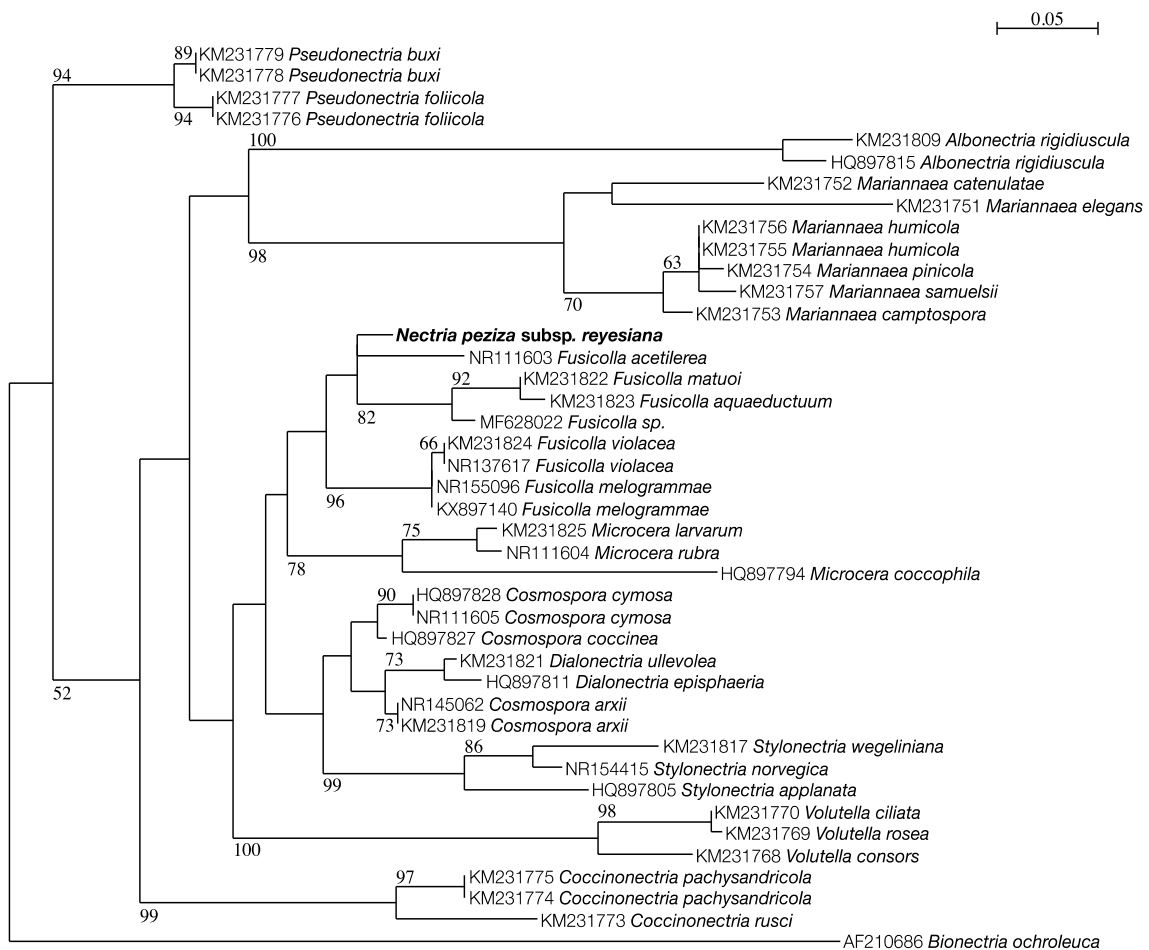 0.05
89 KM231779 Pseudonectria buxi
94
KM231778 Pseudonectria buxi
KM231777 Pseudonectria foliicola
94 KM231776 Pseudonectria foliicola
100
KM231809 Albonectria rigidiuscula
HQ897815 Albonectria rigidiuscula
KM231752 Mariannaea catenulatae
KM231751 Mariannaea elegans
KM231756 Mariannaea humicola
98
KM231755 Mariannaea humicola
63
KM231754 Mariannaea pinicola
KM231757 Mariannaea samuelsii
70
KM231753 Mariannaea camptospora
Nectria peziza subsp. reyesiana
NR111603 Fusicolla acetilerea
92 KM231822 Fusicolla matuoi
KM231823 Fusicolla aquaeductuum
82
MF628022 Fusicolla sp.
66 KM231824 Fusicolla violacea
NR137617 Fusicolla violacea
NR155096 Fusicolla melogrammae
96
KX897140 Fusicolla melogrammae
75 KM231825 Microcera larvarum
NR111604 Microcera rubra
78
HQ897794 Microcera coccophila
90 HQ897828 Cosmospora cymosa
NR111605 Cosmospora cymosa
HQ897827 Cosmospora coccinea
73 KM231821 Dialonectria ullevolea
HQ897811 Dialonectria episphaeria
52
NR145062 Cosmospora arxii
73 KM231819 Cosmospora arxii
86 KM231817 Stylonectria wegeliniana
NR154415 Stylonectria norvegica
99
HQ897805 Stylonectria applanata
98 KM231770 Volutella ciliata
KM231769 Volutella rosea
100
KM231768 Volutella consors
97 KM231775 Coccinonectria pachysandricola
KM231774 Coccinonectria pachysandricola
99
KM231773 Coccinonectria rusci
AF210686 Bionectria ochroleuca